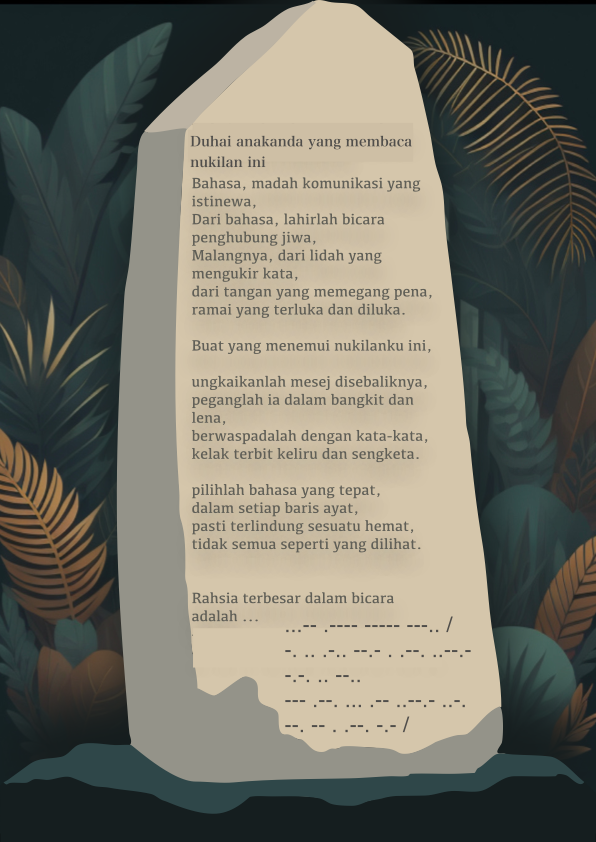 Duhai anakanda yang membaca
nukilan ini
Bahasa, madah komunikasi yang
istinewa,
Dari bahasa, lahirlah bicara
penghubung jiwa,
Malangnya, dari lidah yang
mengukir kata,
dari tangan yang memegang pena,
ramai yang terluka dan diluka.
Buat yang menemui nukilanku ini,
ungkaikanlah mesej disebaliknya,
peganglah ia dalam bangkit dan
lena,
berwaspadalah dengan kata-kata,
kelak terbit keliru dan sengketa.
pilihlah bahasa yang tepat,
dalam setiap baris ayat,
pasti terlindung sesuatu hemat,
tidak semua seperti yang dilihat.
Rahsia terbesar dalam bicara
adalah ...
...-- .---- ----- ---.. /
-. .. .-.. --.- . .--. ..--.-
-.-. .. --..
--- .--. ... .-- ..--.- ..-.
--. -- . .--. -.- /